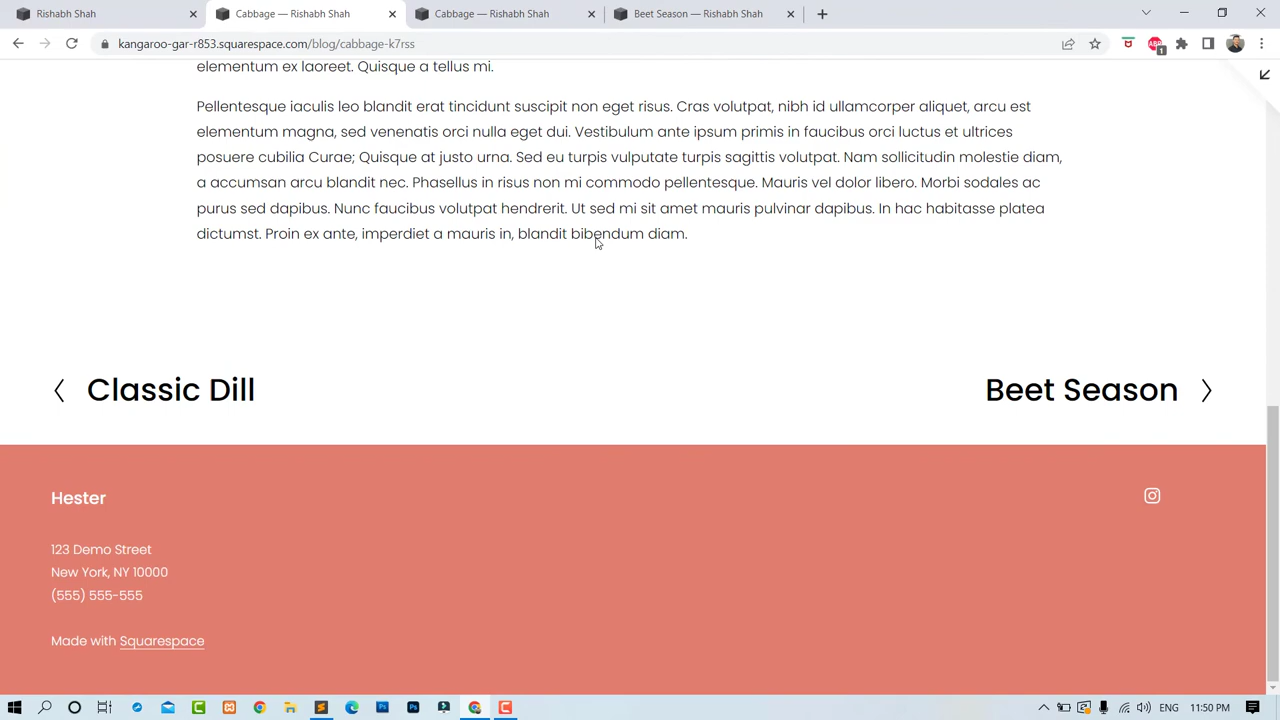 Rishabh Shah
Cabbage — Rishabh Shah
Cabbage — Rishabh Shah
Beet Season — Rishabh Shah
kangaroo-gar-r853.squarespace.com/blog/cabbage-k7rss
ABP
1
elementum ex laoreet. Quisque a tellus mi.
Pellentesque iaculis leo blandit erat tincidunt suscipit non eget risus. Cras volutpat, nibh id ullamcorper aliquet, arcu est
elementum magna, sed venenatis orci nulla eget dui. Vestibulum ante ipsum primis in faucibus orci luctus et ultrices
posuere cubilia Curae; Quisque at justo urna. Sed eu turpis vulputate turpis sagittis volutpat. Nam sollicitudin molestie diam,
a accumsan arcu blandit nec. Phasellus in risus non mi commodo pellentesque. Mauris vel dolor libero. Morbi sodales ac
purus sed dapibus. Nunc faucibus volutpat hendrerit. Ut sed mi sit amet mauris pulvinar dapibus. In hac habitasse platea
dictumst. Proin ex ante, imperdiet a mauris in, blandit bibendum diam.
Classic Dill
Beet Season
Hester
123 Demo Street
New York, NY 10000
(555) 555-555
Made with Squarespace
ENG
11:50 PM